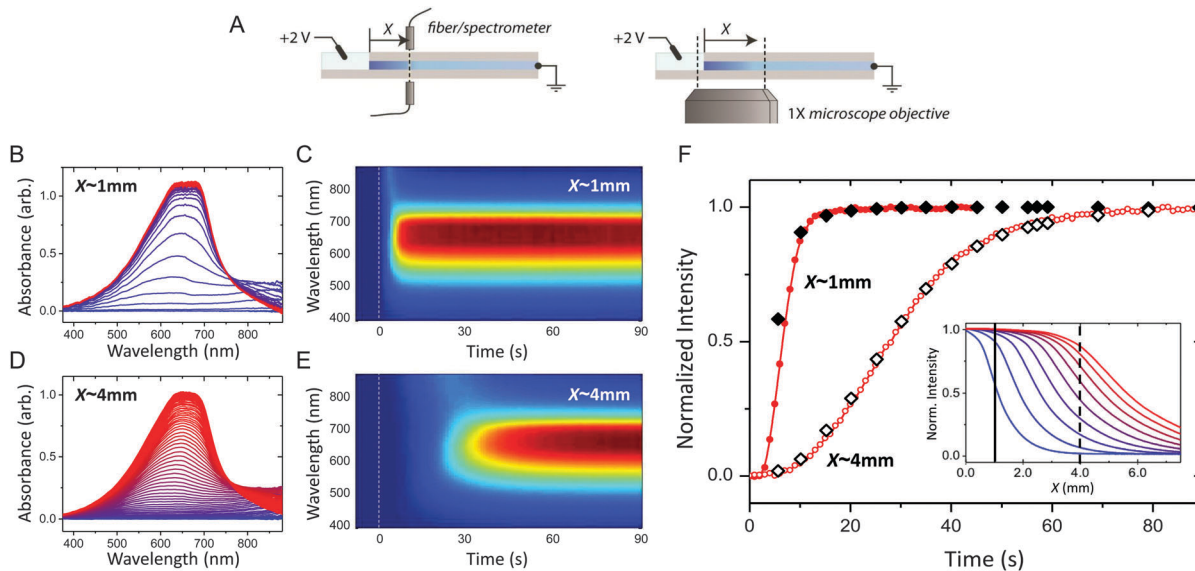 A
+2 V
X
fiber/spectrometer
+2 V
X
1X microscope objective
B
X~1mm
Absorbance (arb.)
1.0
0.5
0.0
400 500 600 700 800
Wavelength (nm)
C
X~1mm
Wavelength (nm)
800
700
600
500
400
0 30 60 90
Time (s)
D
X~4mm
Absorbance (arb.)
1.0
0.5
0.0
400 500 600 700 800
Wavelength (nm)
E
X~4mm
Wavelength (nm)
800
700
600
500
400
0 30 60 90
Time (s)
F
Normalized Intensity
1.0
0.5
0.0
X~1mm
X~4mm
0 20 40 60 80
Time (s)
Norm. Intensity
1.0
0.5
0.0
0.0 2.0 4.0 6.0
X (mm)